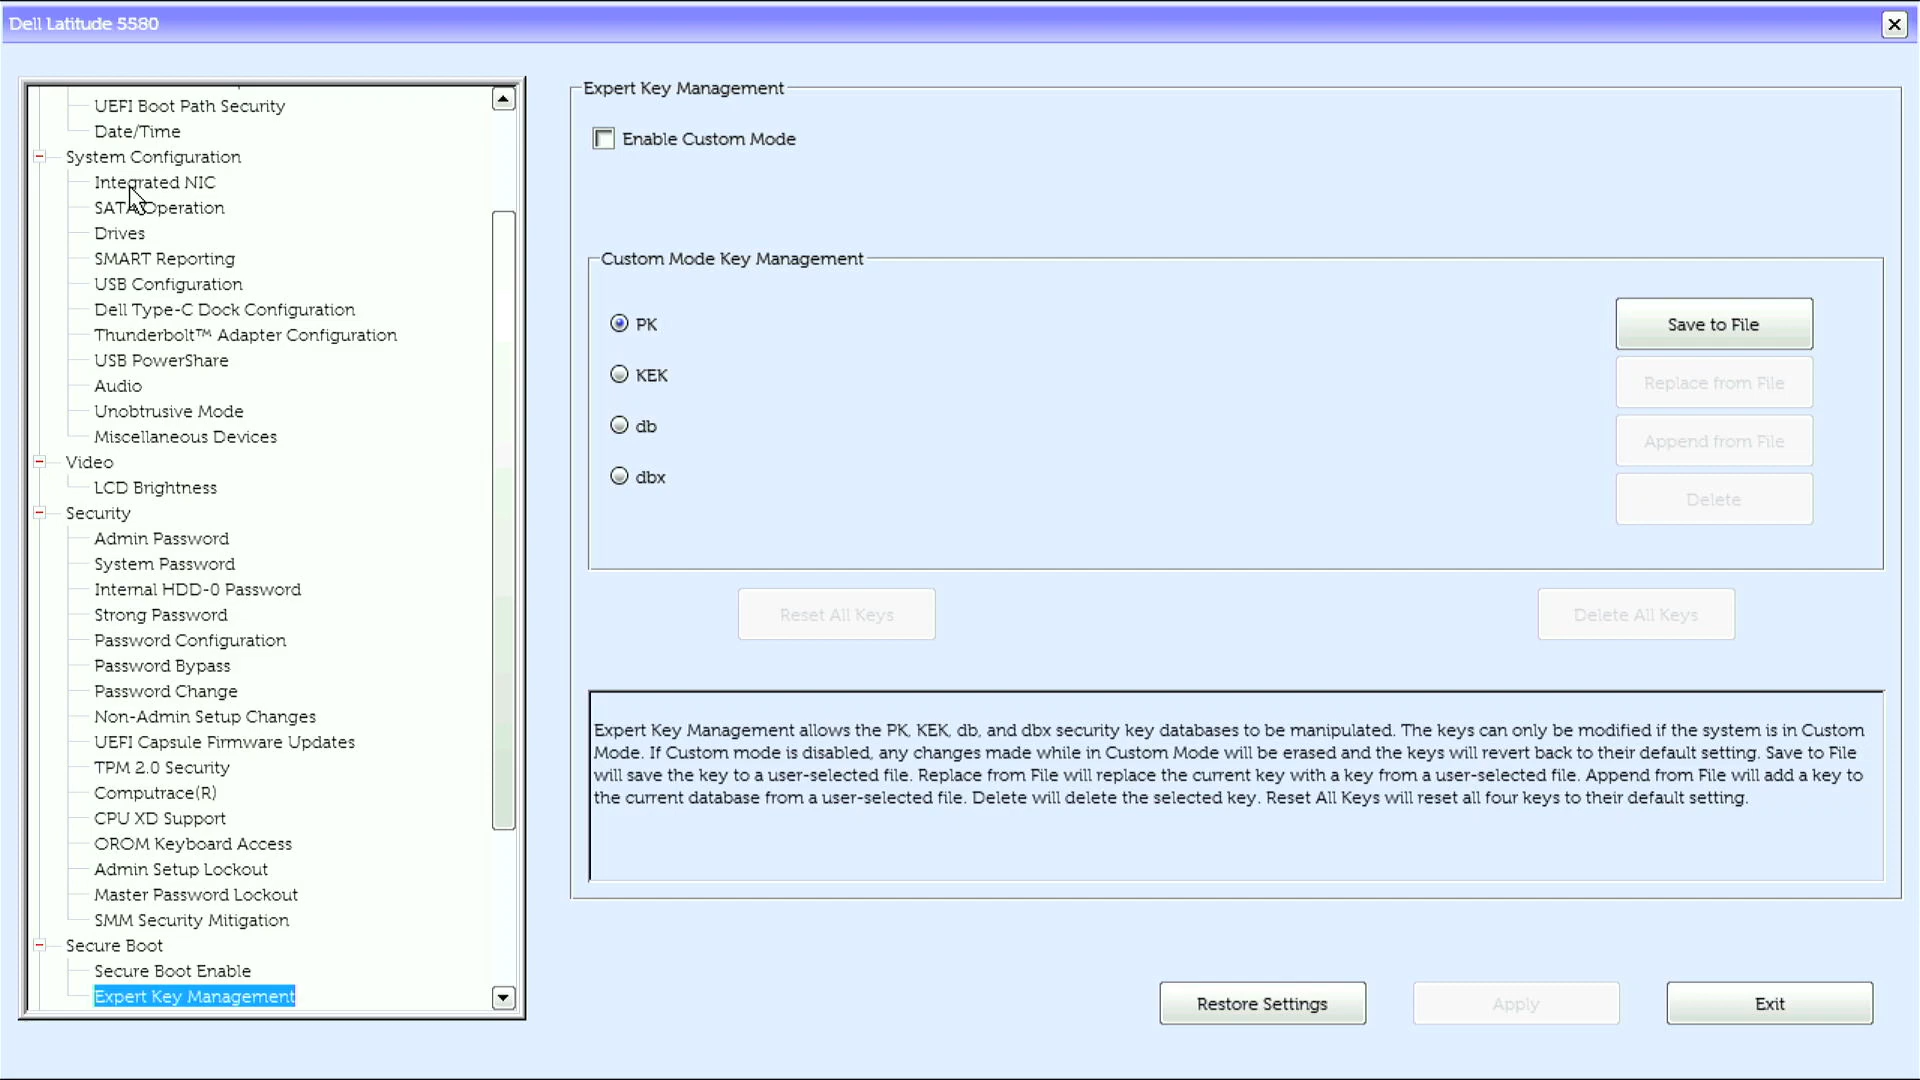 Dell Latitude 5580
UEFI Boot Path Security
Date/Time
System Configuration
Integrated NIC
SATA Operation
Drives
SMART Reporting
USB Configuration
Dell Type-C Dock Configuration
Thunderbolt™ Adapter Configuration
USB PowerShare
Audio
Unobtrusive Mode
Miscellaneous Devices
Video
LCD Brightness
Security
Admin Password
System Password
Internal HDD-0 Password
Strong Password
Password Configuration
Password Bypass
Password Change
Non-Admin Setup Changes
UEFI Capsule Firmware Updates
TPM 2.0 Security
Computrace(R)
CPU XD Support
OROM Keyboard Access
Admin Setup Lockout
Master Password Lockout
SMM Security Mitigation
Secure Boot
Secure Boot Enable
Expert Key Management
Expert Key Management
Enable Custom Mode
Custom Mode Key Management
PK
KEK
db
dbx
Save to File
Replace from File
Append from File
Delete
Reset All Keys
Delete All Keys
Expert Key Management allows the PK, KEK, db, and dbx security key databases to be manipulated. The keys can only be modified if the system is in Custom
Mode. If Custom mode is disabled, any changes made while in Custom Mode will be erased and the keys will revert back to their default setting. Save to File
will save the key to a user-selected file. Replace from File will replace the current key with a key from a user-selected file. Append from File will add a key to
the current database from a user-selected file. Delete will delete the selected key. Reset All Keys will reset all four keys to their default setting.
Restore Settings
Apply
Exit